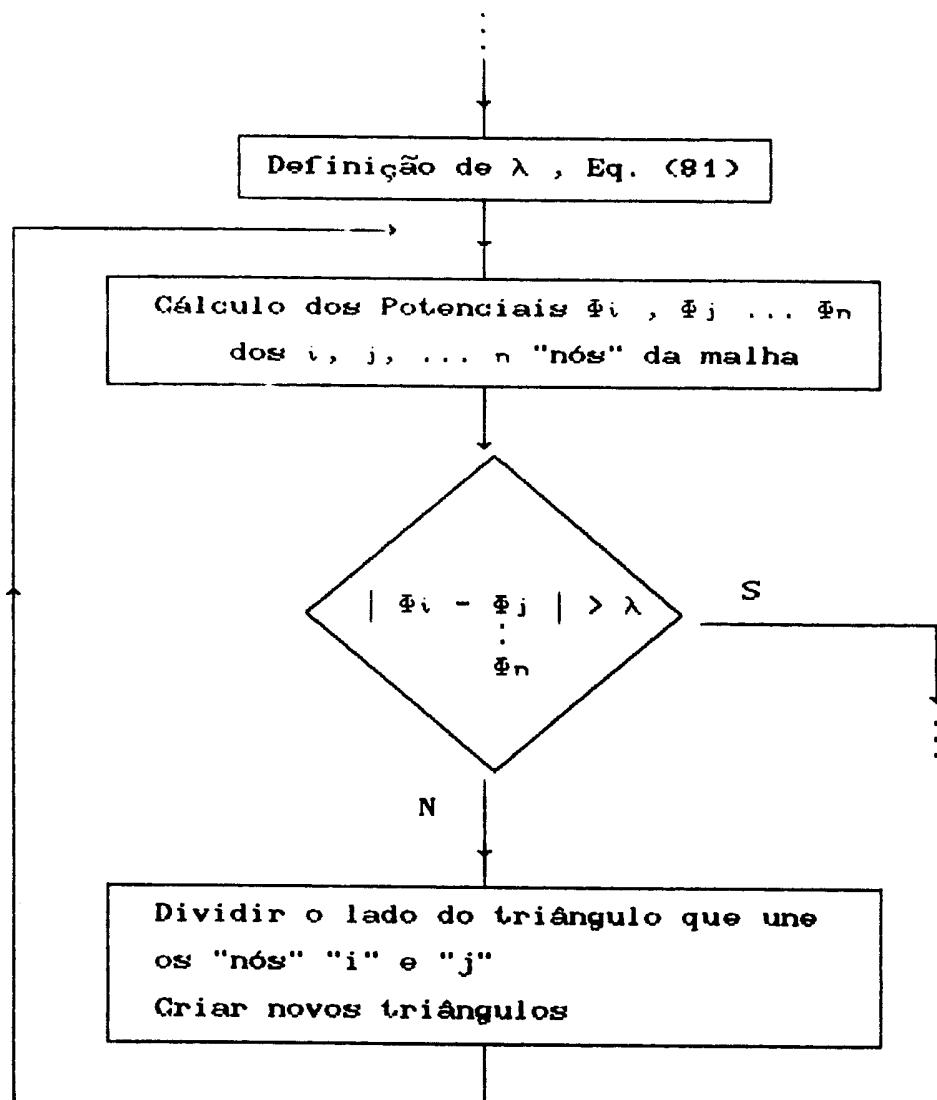 Definição de λ , Eq. (81)
Cálculo dos Potenciais Φi , Φj ... Φn
dos i, j, ... n "nós" da malha
| Φi - Φj | > λ
Φn
S
N
Dividir o lado do triângulo que une
os "nós" "i" e "j"
Criar novos triângulos